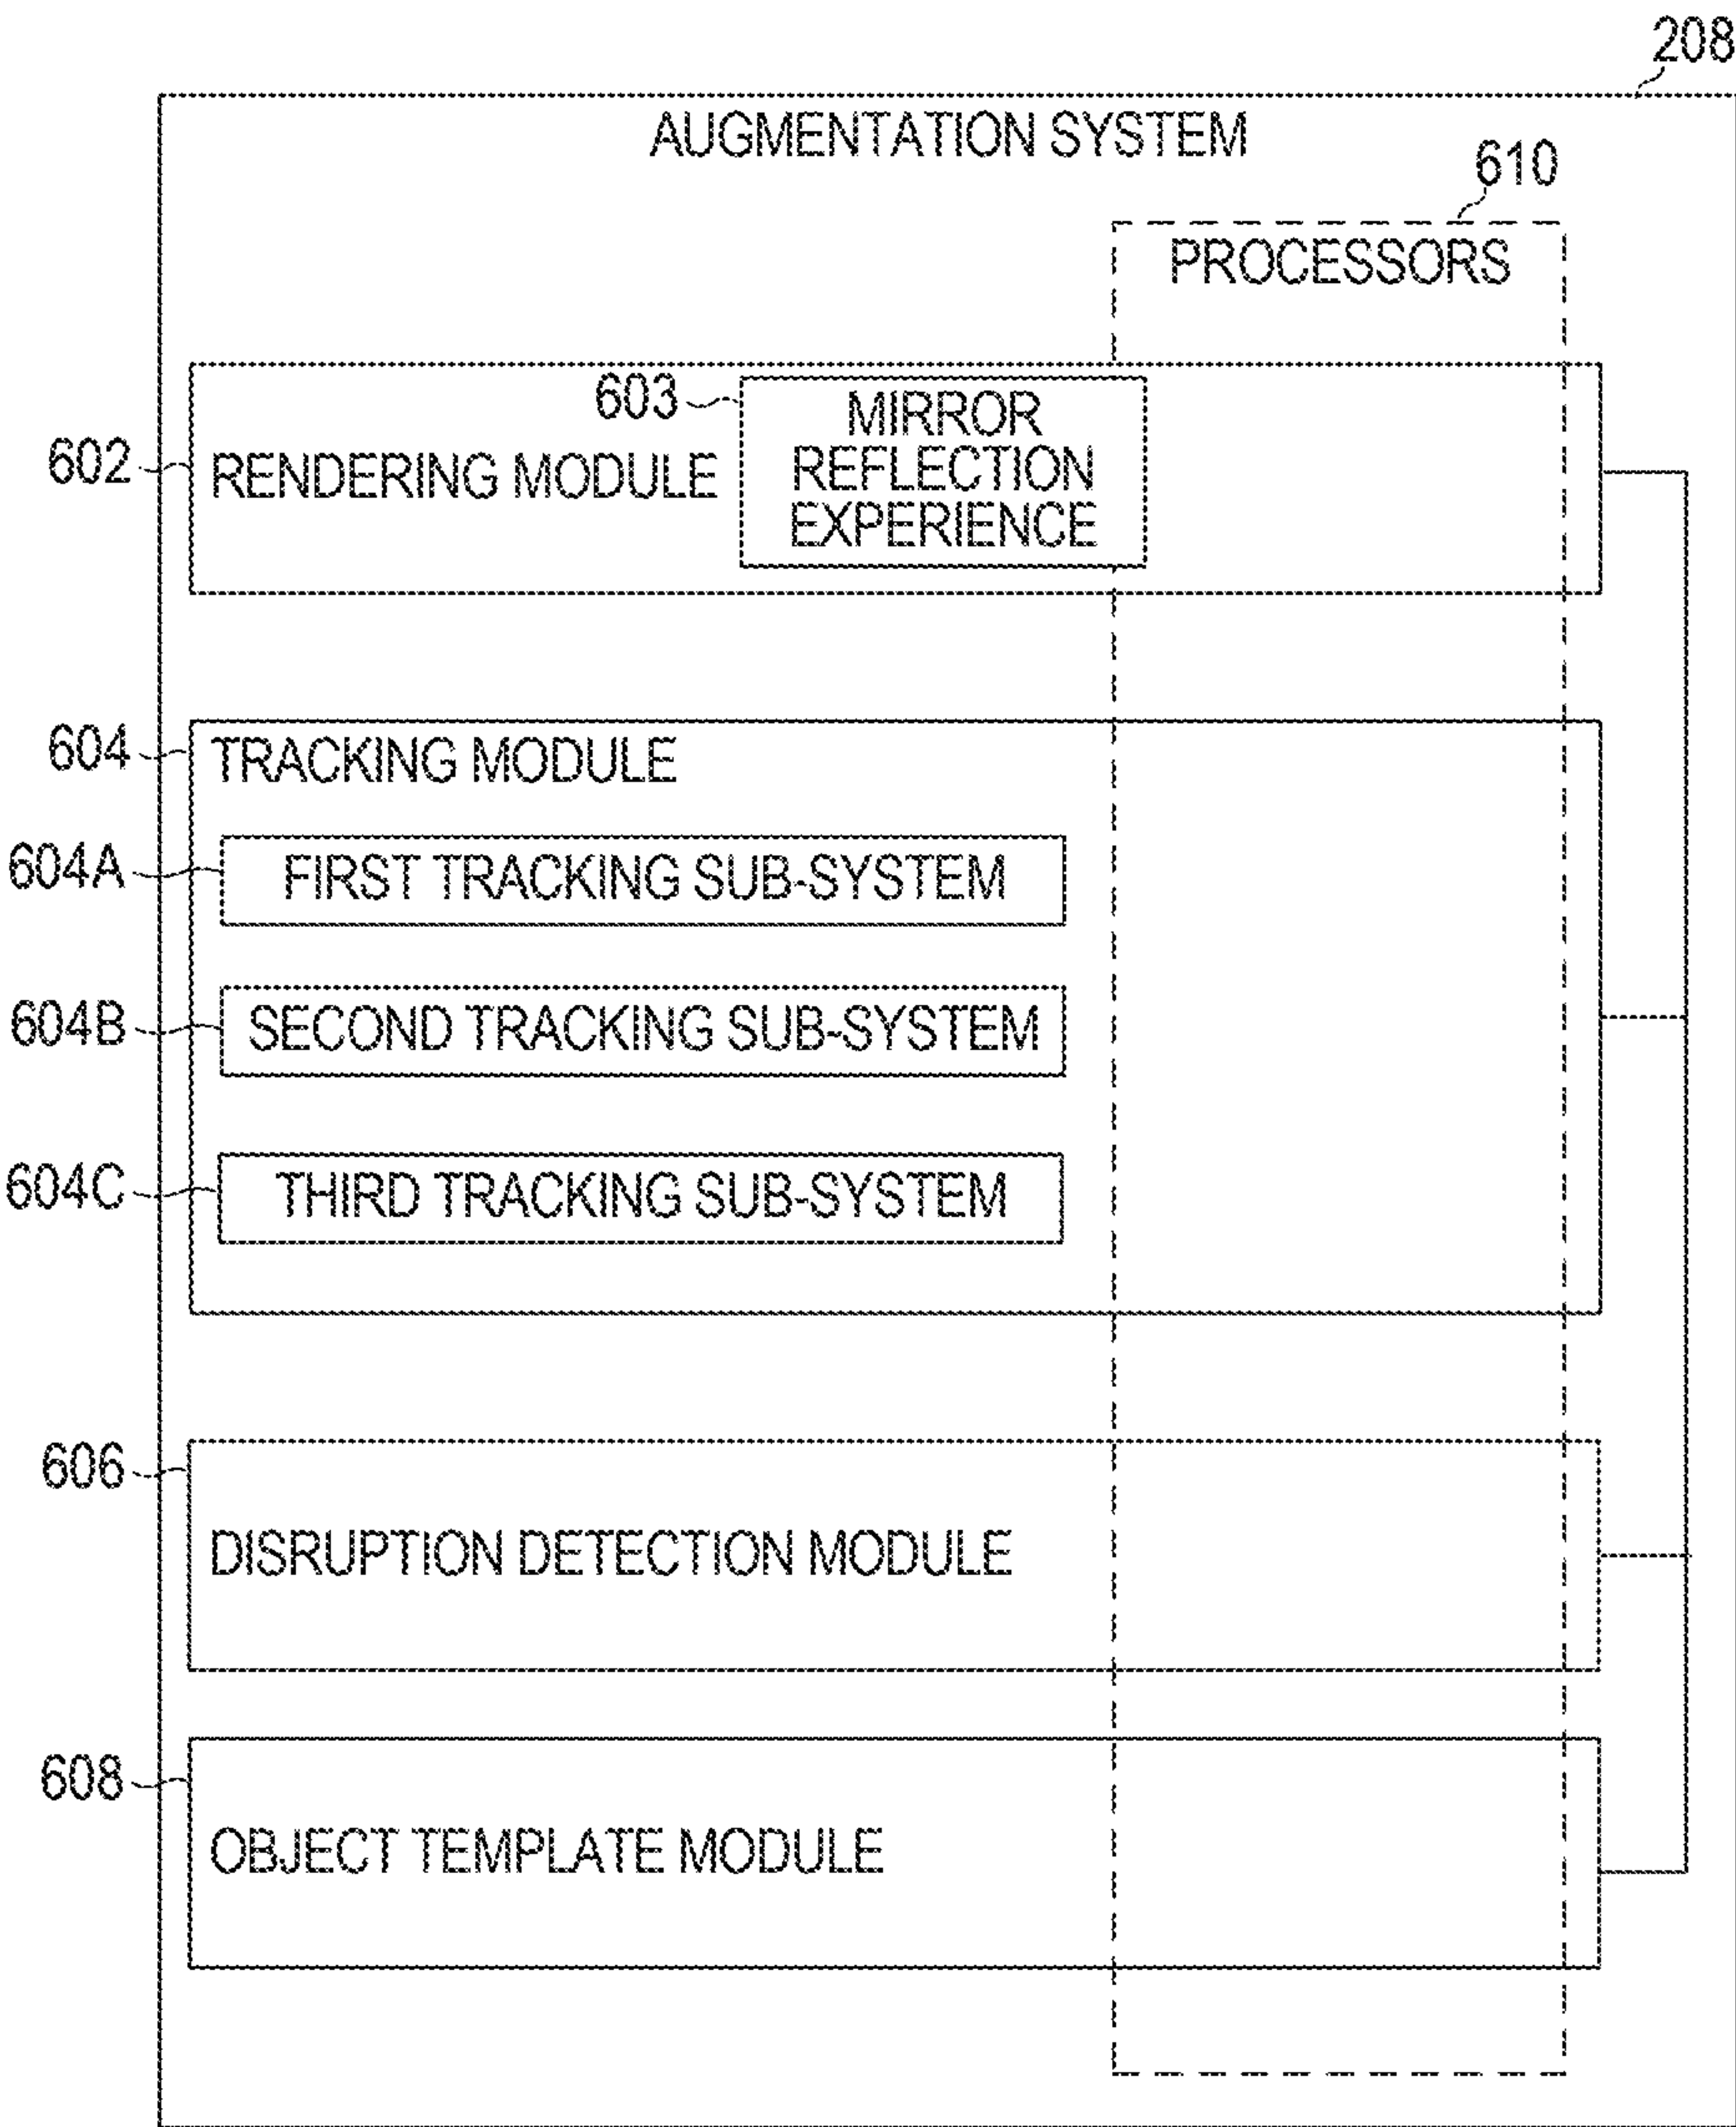 208
AUGMENTATION SYSTEM
610
PROCESSORS
603
MIRROR
REFLECTION
EXPERIENCE
602
RENDERING MODULE
604
TRACKING MODULE
604A
FIRST TRACKING SUB-SYSTEM
604B
SECOND TRACKING SUB-SYSTEM
604C
THIRD TRACKING SUB-SYSTEM
606
DISRUPTION DETECTION MODULE
608
OBJECT TEMPLATE MODULE